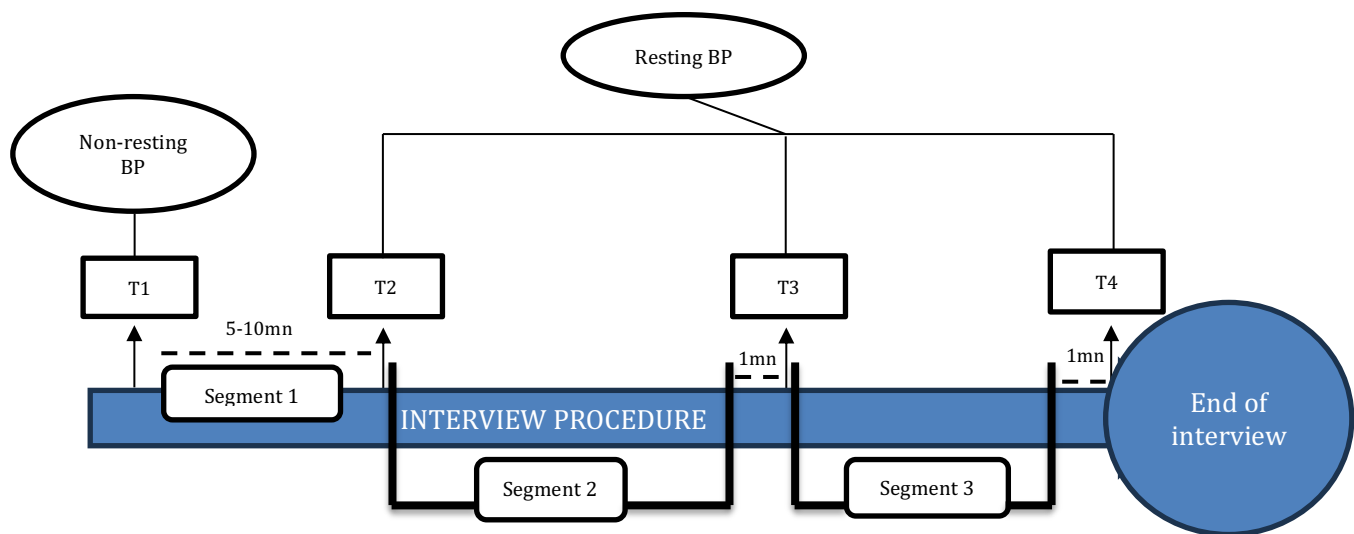 Resting BP
Non-resting
BP
T1
T2
T3
T4
5-10mn
1mn
1mn
Segment 1
INTERVIEW PROCEDURE
End of
interview
Segment 2
Segment 3